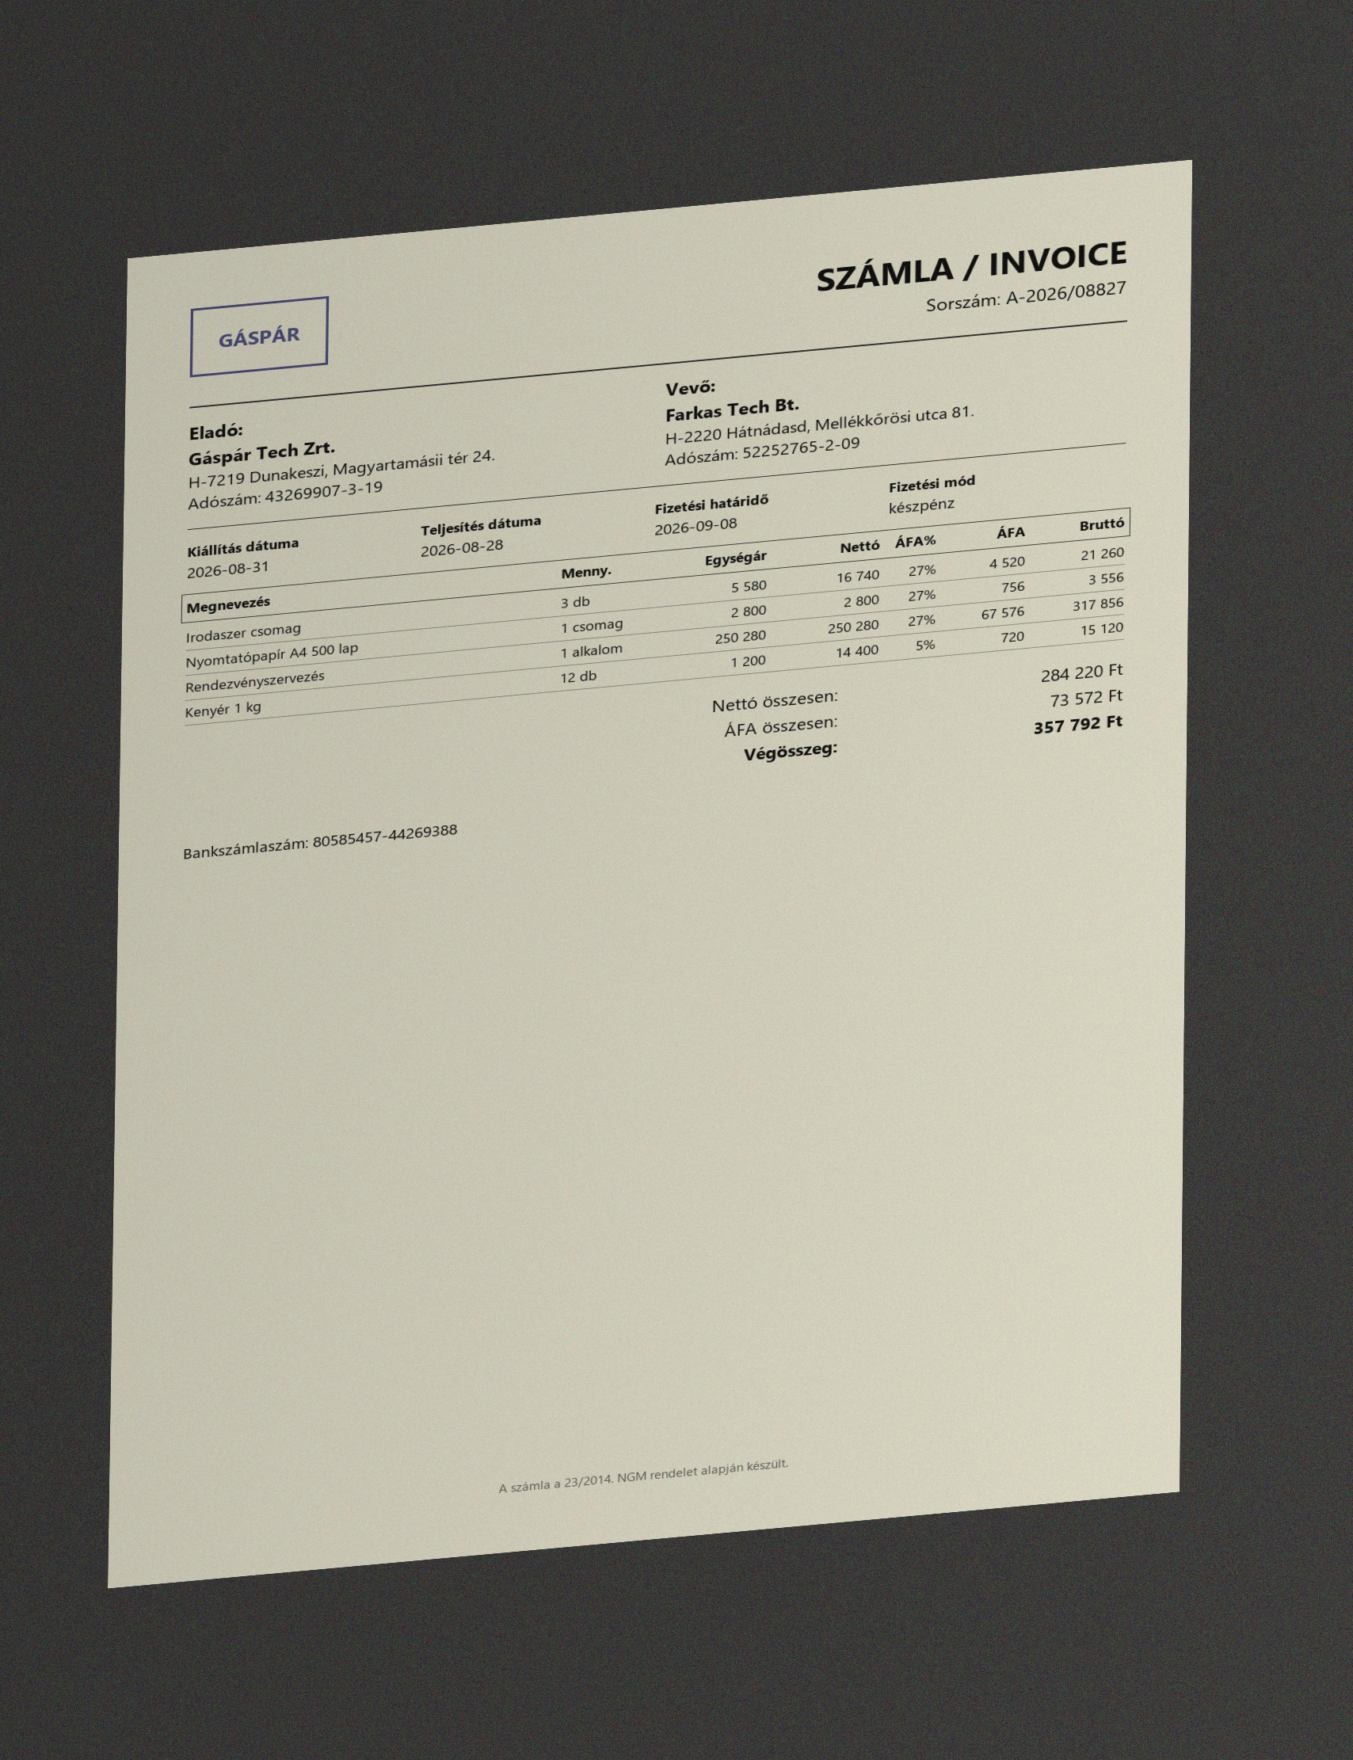 GÁSPÁR
SZÁMLA / INVOICE
Sorszám: A-2026/08827
Eladó:
Gáspár Tech Zrt.
H-7219 Dunakeszi, Magyartamásii tér 24.
Adószám: 43269907-3-19
Vevő:
Farkas Tech Bt.
H-2220 Hátnádasd, Mellékkőrösi utca 81.
Adószám: 52252765-2-09
Kiállítás dátuma Teljesítés dátuma Fizetési határidő Fizetési mód
2026-08-31 2026-08-28 2026-09-08 készpénz
Megnevezés Menny. Egységár Nettó ÁFA% ÁFA Bruttó
Irodaszer csomag 3 db 5 580 16 740 27% 4 520 21 260
Nyomtatópapír A4 500 lap 1 csomag 2 800 2 800 27% 756 3 556
Rendezvényszervezés 1 alkalom 250 280 250 280 27% 67 576 317 856
Kenyér 1 kg 12 db 1 200 14 400 5% 720 15 120
Nettó összesen: 284 220 Ft
ÁFA összesen: 73 572 Ft
Végösszeg: 357 792 Ft
Bankszámlaszám: 80585457-44269388
A számla a 23/2014. NGM rendelet alapján készült.